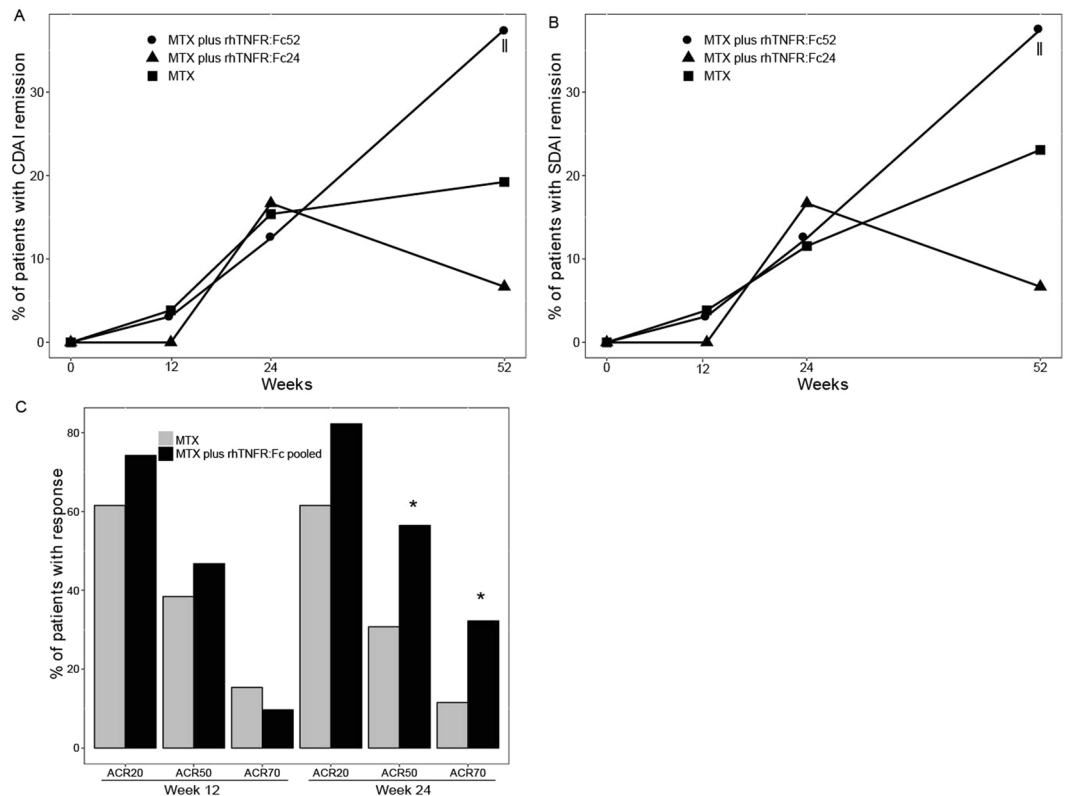 A
MTX plus rhTNFR:Fc52
MTX plus rhTNFR:Fc24
MTX
% of patients with CDAI remission
30
20
10
0
||
0 12 24 52
Weeks
B
MTX plus rhTNFR:Fc52
MTX plus rhTNFR:Fc24
MTX
% of patients with SDAI remission
30
20
10
0
||
0 12 24 52
Weeks
C
MTX
MTX plus rhTNFR:Fc pooled
% of patients with response
80
60
40
20
0
*
*
ACR20 ACR50 ACR70 ACR20 ACR50 ACR70
Week 12 Week 24